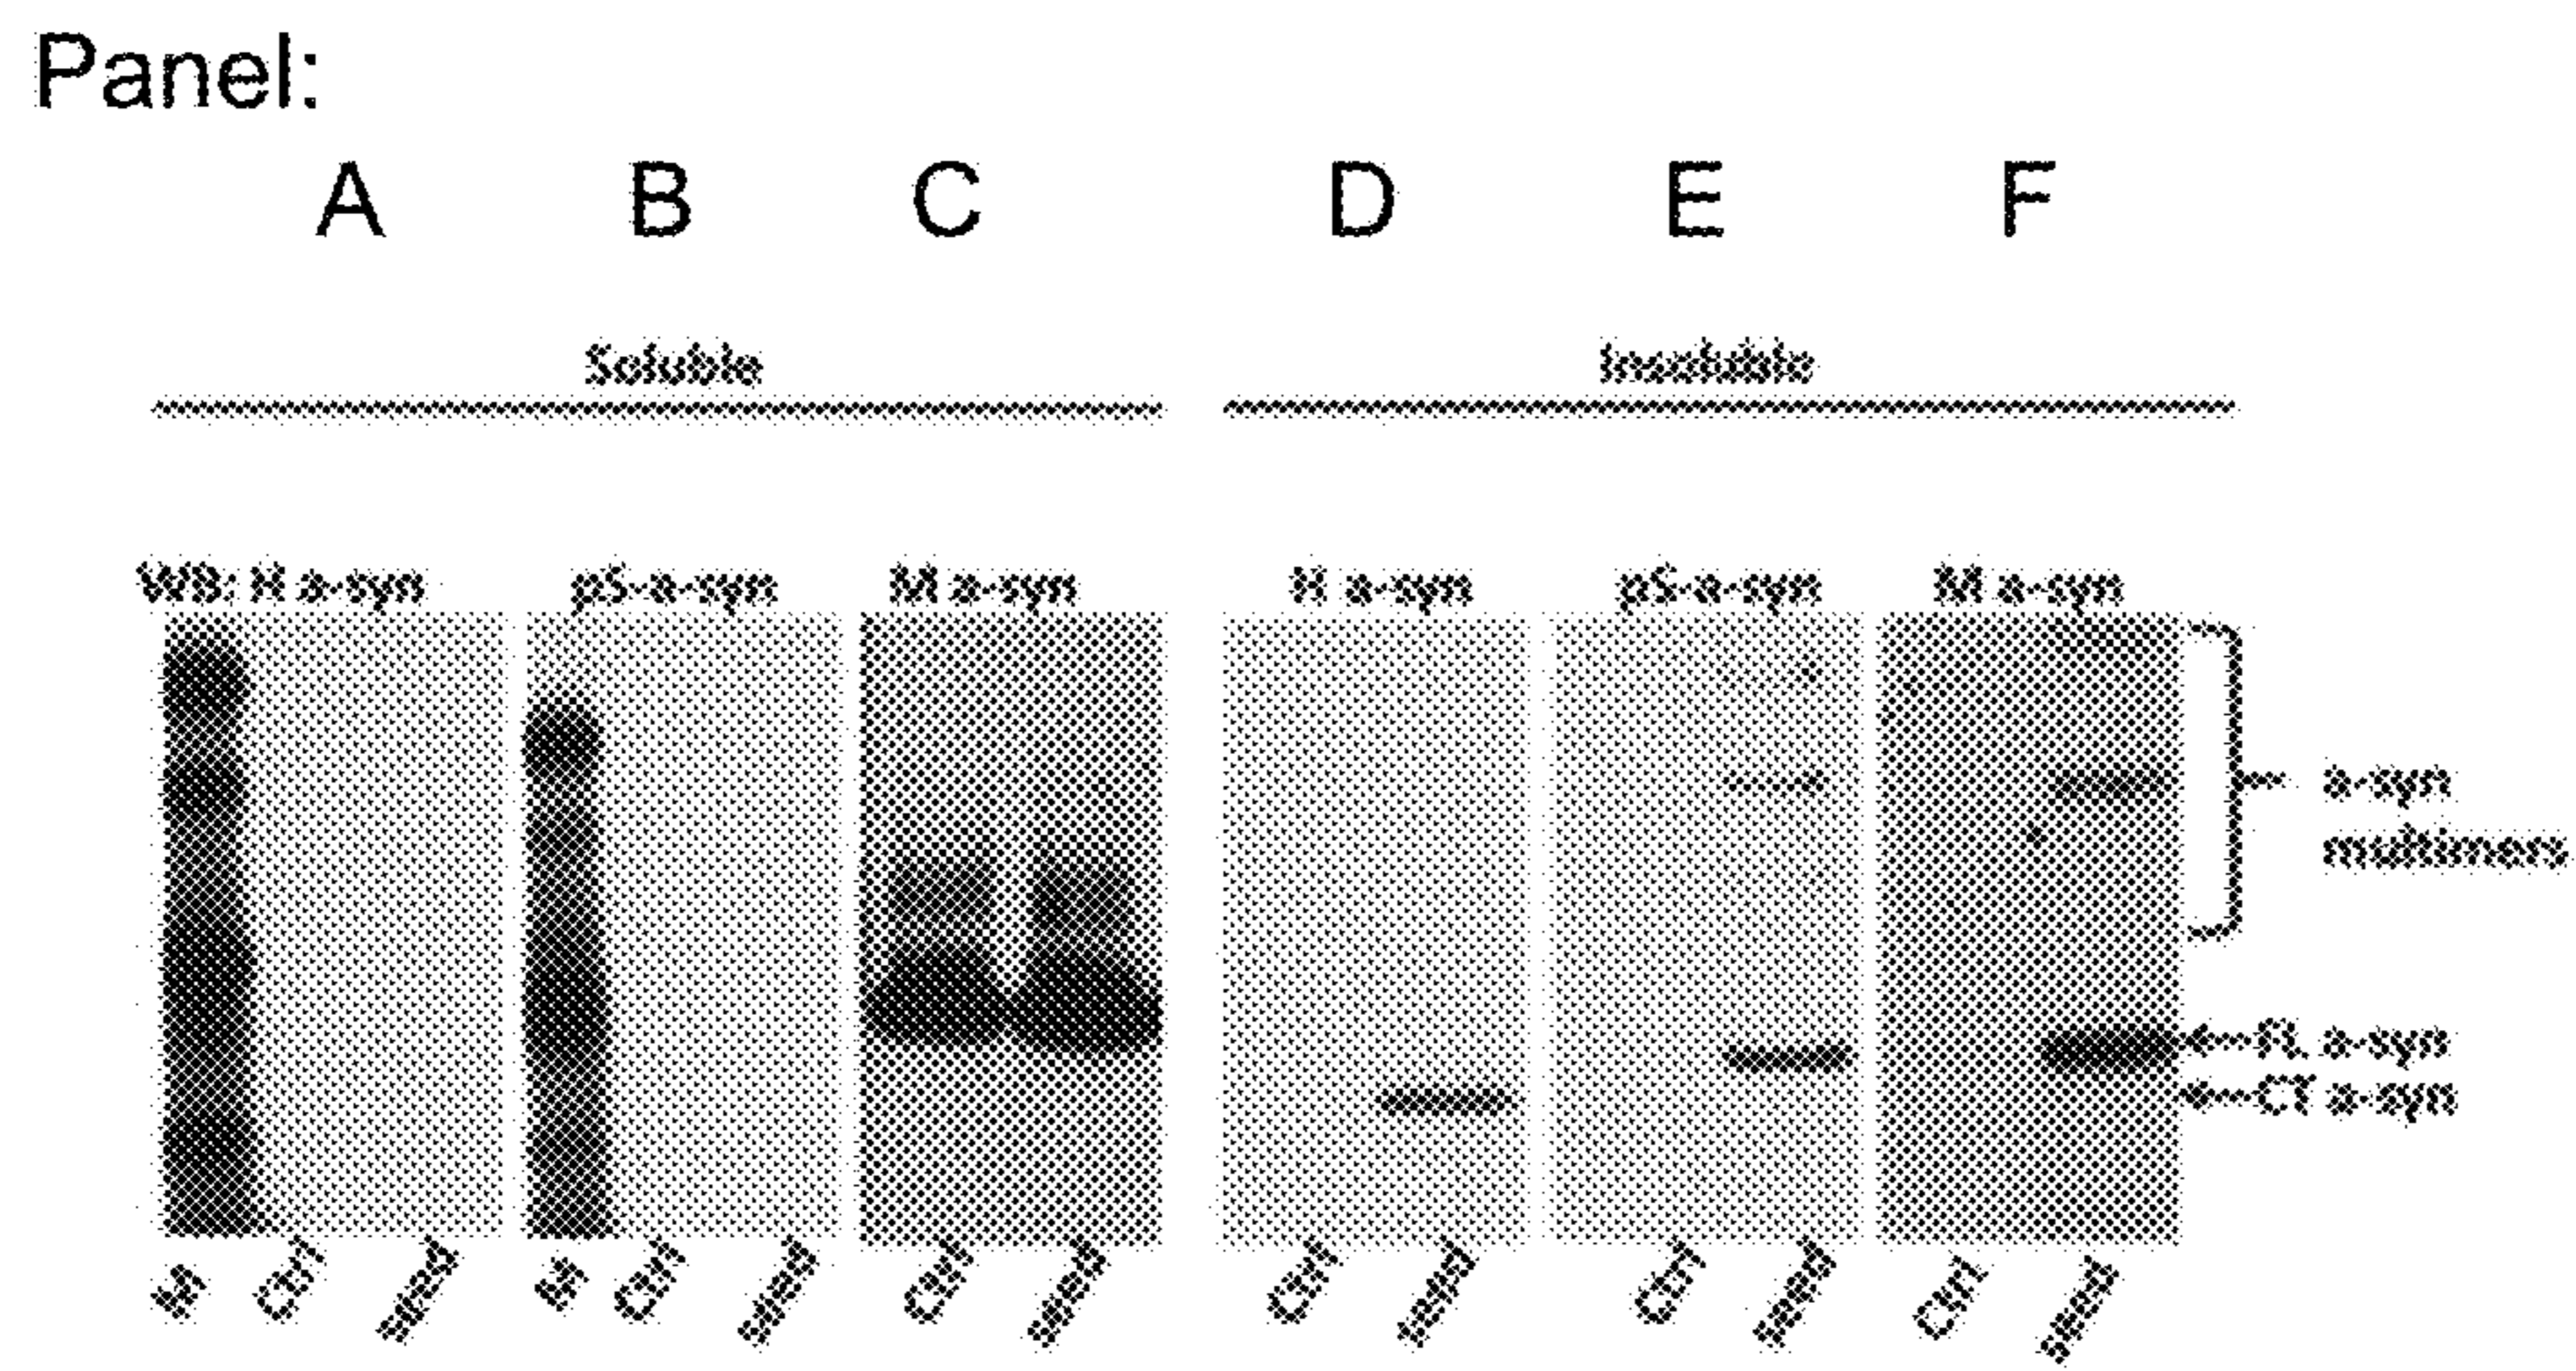 Panel:
A B C D E F
Soluble Insoluble
WB: H a-syn pS-a-syn M a-syn H a-syn pS-a-syn M a-syn
a-syn
multimers
FL a-syn
CT a-syn
M Ctrl seed M Ctrl seed Ctrl seed Ctrl seed Ctrl seed Ctrl seed